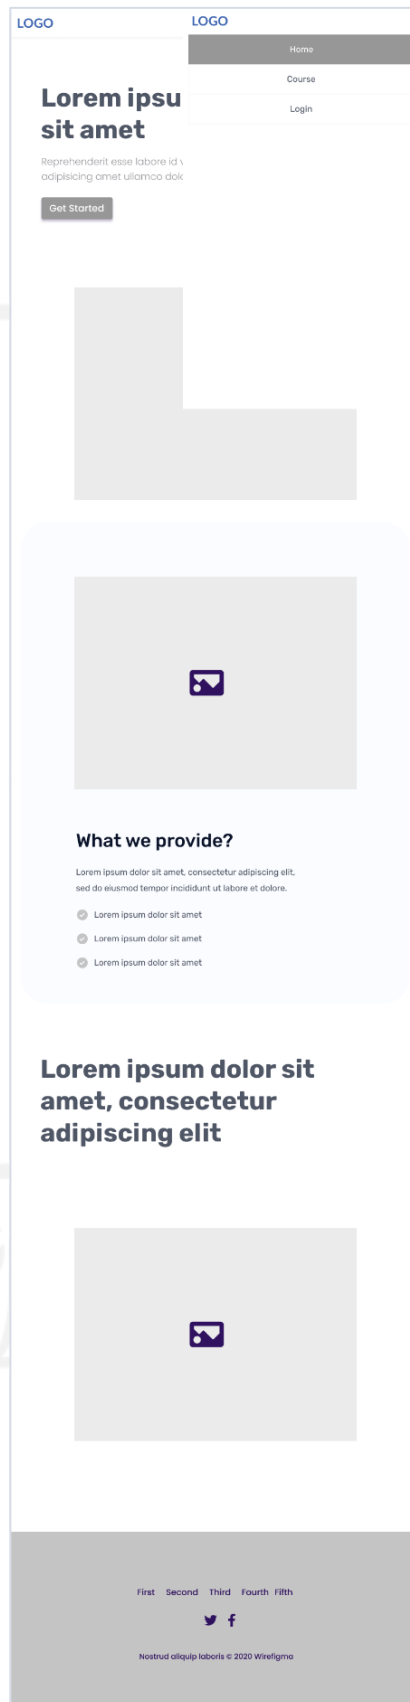 LOGO
LOGO
Home
Course
Login
Lorem ipsu
sit amet
Reprehenderit esse labore id
adipisicing amet ullamco
Get Started
What we provide?
Lorem ipsum dolor sit amet, consectetur adipiscing elit,
sed do eiusmod tempor incididunt ut labore et dolore.
Lorem ipsum dolor sit amet
Lorem ipsum dolor sit amet
Lorem ipsum dolor sit amet
Lorem ipsum dolor sit
amet, consectetur
adipiscing elit
First Second Third Fourth Fifth
Nostrud aliquip laboris © 2020 Wirefigma